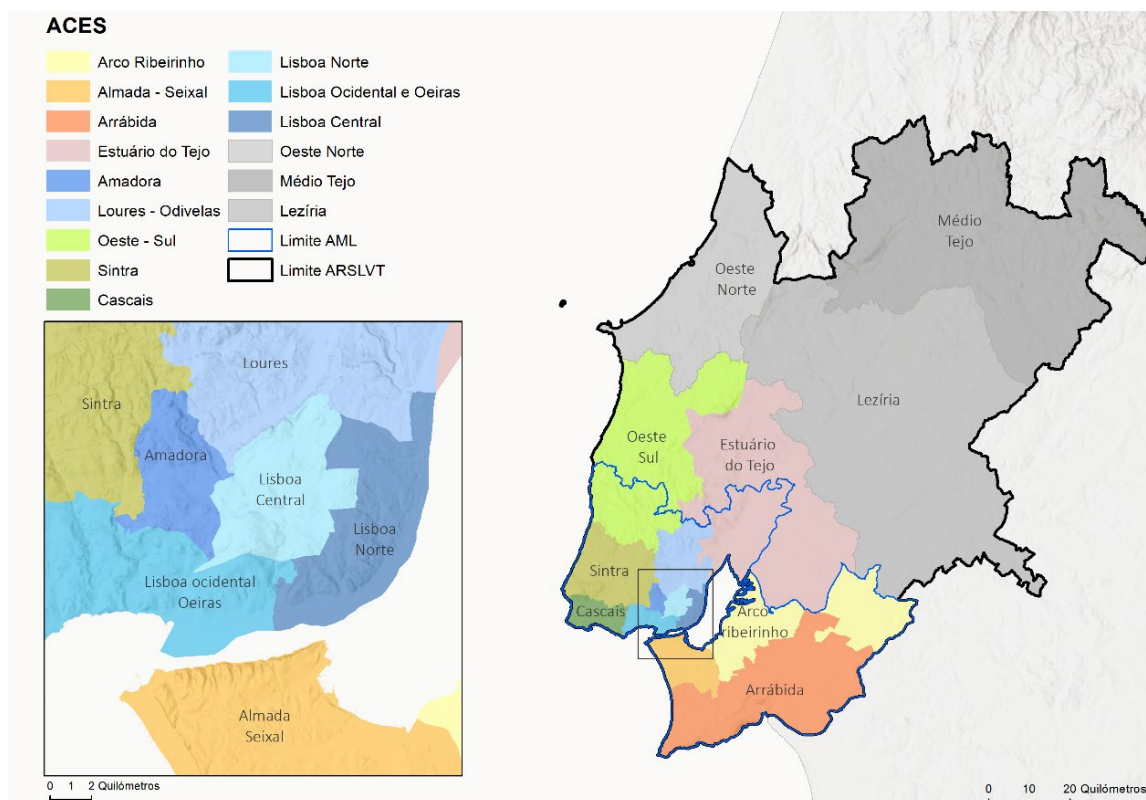 ACES
Arco Ribeirinho
Almada - Seixal
Arrábida
Estuário do Tejo
Amadora
Loures - Odivelas
Oeste - Sul
Sintra
Cascais
Lisboa Norte
Lisboa Ocidental e Oeiras
Lisboa Central
Oeste Norte
Médio Tejo
Lezíria
Limite AML
Limite ARSLVT
Loures
Sintra
Amadora
Lisboa
Central
Lisboa
Norte
Lisboa ocidental
Oeiras
Almada
Seixal
0 1 2 Quilómetros
Médio
Tejo
Oeste
Norte
Lezíria
Oeste
Sul
Estuário
do Tejo
Sintra
Cascais
Arco
ribeirinho
Arrábida
0 10 20 Quilómetros